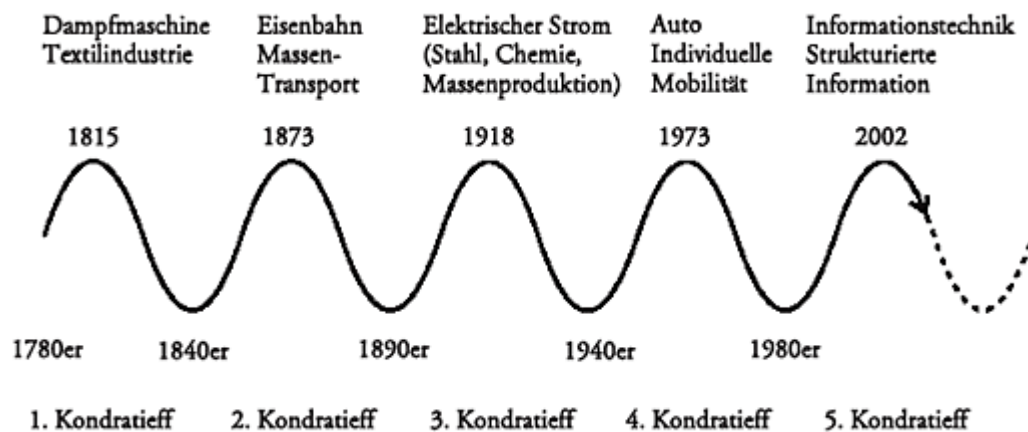 Dampfmaschine
Textilindustrie
Eisenbahn
Massen-
Transport
Elektrischer Strom
(Stahl, Chemie,
Massenproduktion)
Auto
Individuelle
Mobilität
Informationstechnik
Strukturierte
Information
1815
1873
1918
1973
2002
1780er
1840er
1890er
1940er
1980er
1. Kondratieff
2. Kondratieff
3. Kondratieff
4. Kondratieff
5. Kondratieff